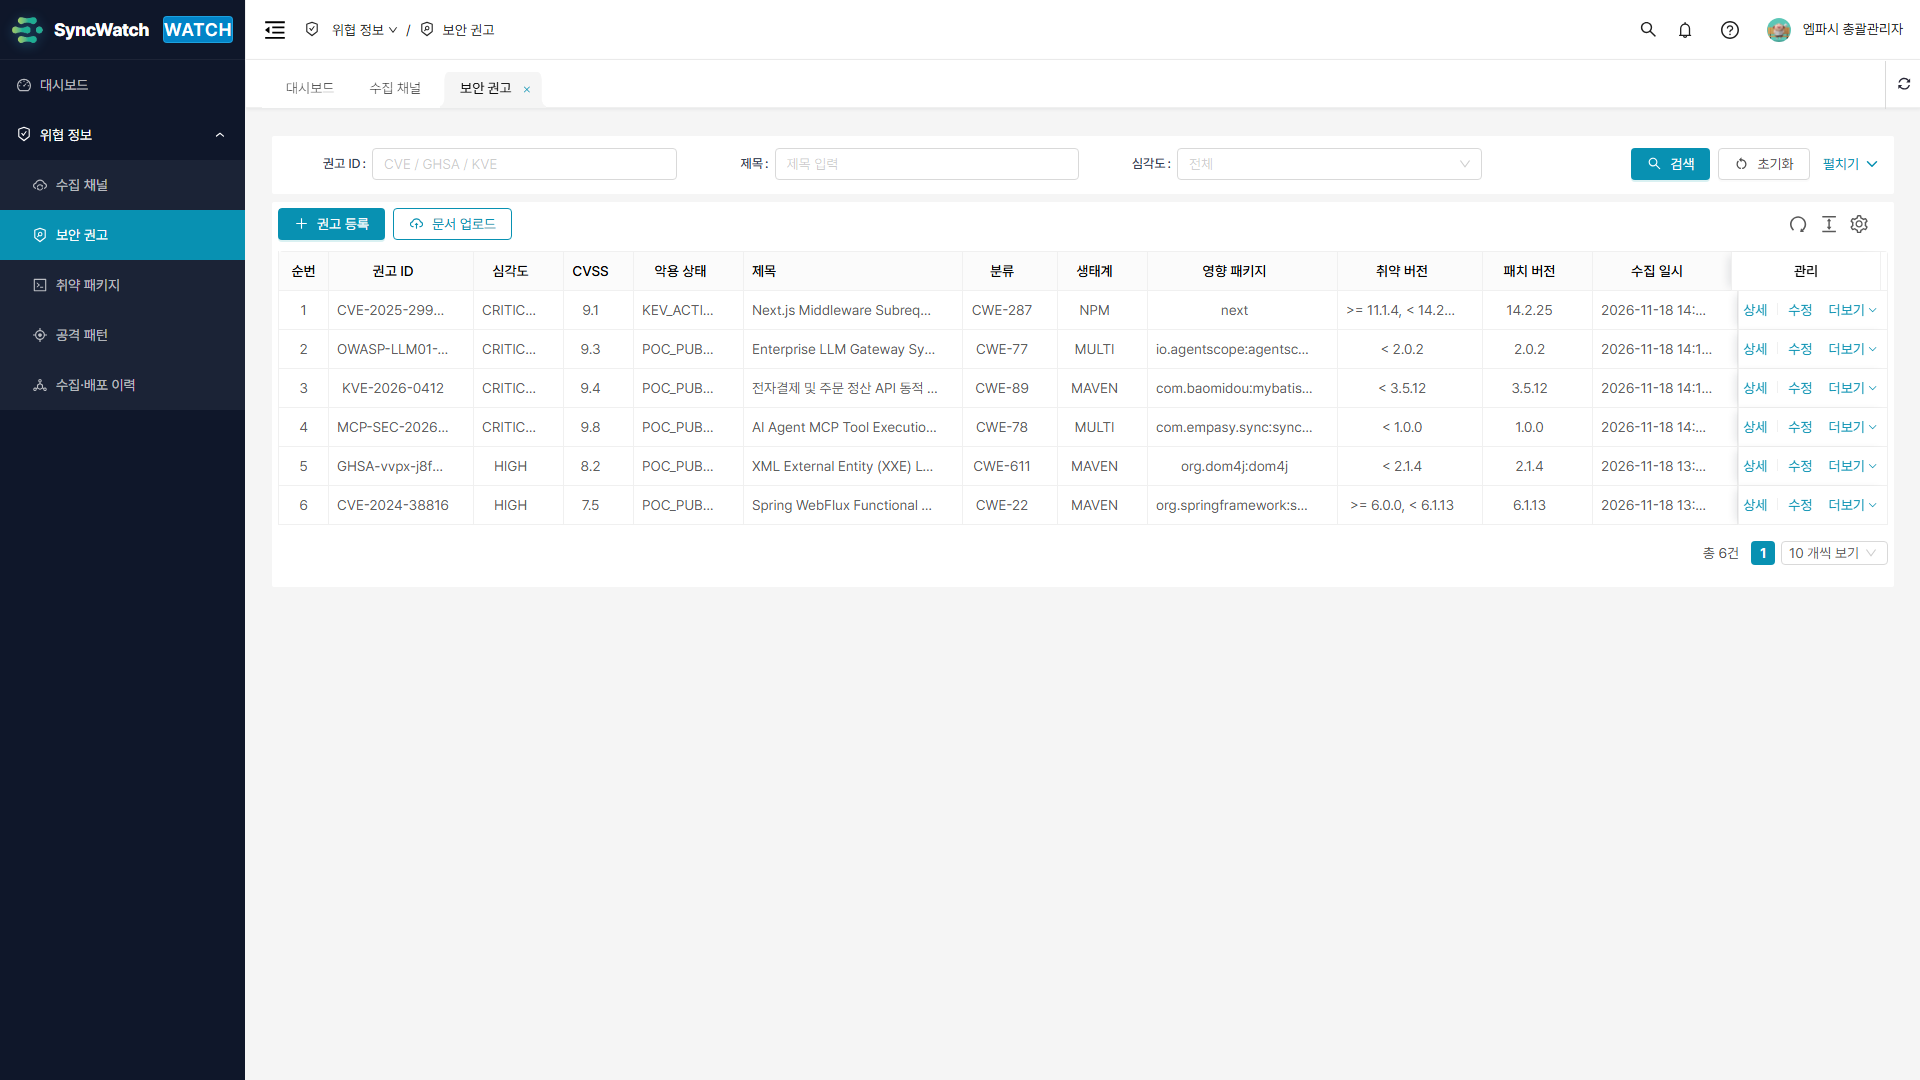 SyncWatch WATCH
위협 정보 / 보안 권고
엠파시 총괄관리자
대시보드
위협 정보
수집 채널
보안 권고
취약 패키지
공격 패턴
수집·배포 이력
대시보드 수집 채널 보안 권고 ×
권고 ID : CVE / GHSA / KVE 제목 : 제목 입력 심각도 : 전체 검색 초기화 펼치기
권고 등록 문서 업로드
순번 권고 ID 심각도 CVSS 악용 상태 제목 분류 생태계 영향 패키지 취약 버전 패치 버전 수집 일시 관리
1 CVE-2025-299... CRITIC... 9.1 KEV_ACTI... Next.js Middleware Subreq... CWE-287 NPM next >= 11.1.4, < 14.2... 14.2.25 2026-11-18 14:... 상세 수정 더보기
2 OWASP-LLM01-... CRITIC... 9.3 POC_PUB... Enterprise LLM Gateway Sy... CWE-77 MULTI io.agentscope:agentsc... < 2.0.2 2.0.2 2026-11-18 14:1... 상세 수정 더보기
3 KVE-2026-0412 CRITIC... 9.4 POC_PUB... 전자결제 및 주문 정산 API 동적 ... CWE-89 MAVEN com.baomidou:mybatis... < 3.5.12 3.5.12 2026-11-18 14:1... 상세 수정 더보기
4 MCP-SEC-2026... CRITIC... 9.8 POC_PUB... AI Agent MCP Tool Executio... CWE-78 MULTI com.empasy.sync:sync... < 1.0.0 1.0.0 2026-11-18 14:... 상세 수정 더보기
5 GHSA-vvpx-j8f... HIGH 8.2 POC_PUB... XML External Entity (XXE) L... CWE-611 MAVEN org.dom4j:dom4j < 2.1.4 2.1.4 2026-11-18 13:... 상세 수정 더보기
6 CVE-2024-38816 HIGH 7.5 POC_PUB... Spring WebFlux Functional ... CWE-22 MAVEN org.springframework:s... >= 6.0.0, < 6.1.13 6.1.13 2026-11-18 13:... 상세 수정 더보기
총 6건 1 10 개씩 보기